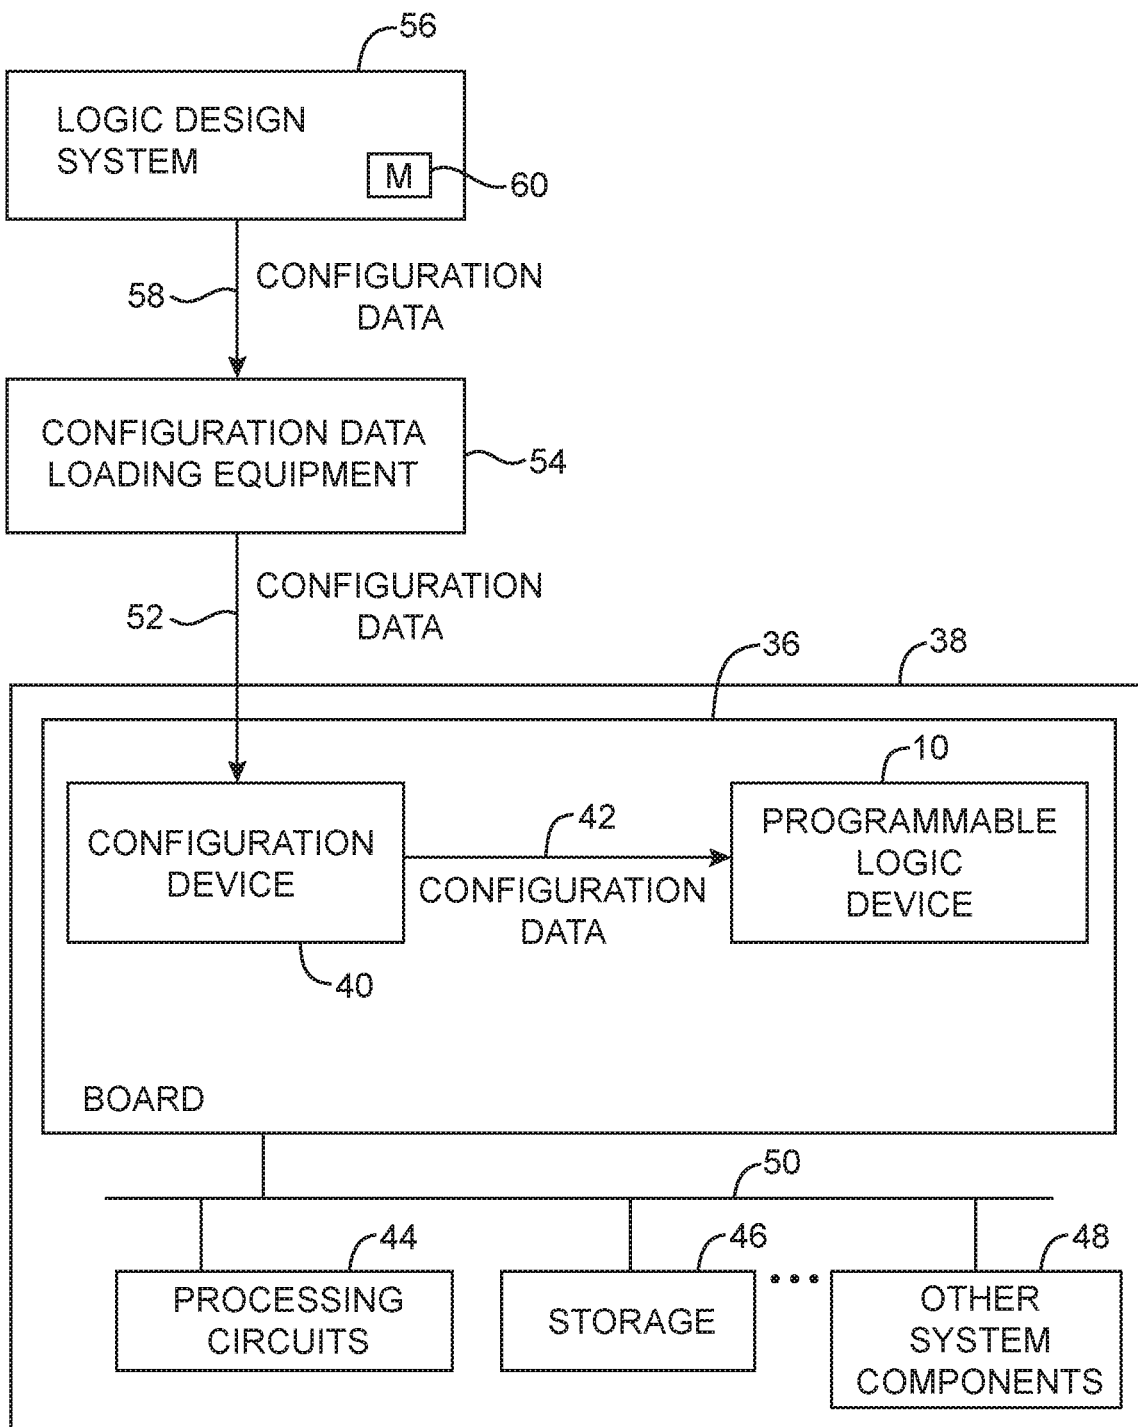 56
LOGIC DESIGN
SYSTEM
M
60
58
CONFIGURATION
DATA
CONFIGURATION DATA
LOADING EQUIPMENT
54
52
CONFIGURATION
DATA
36
38
10
CONFIGURATION
DEVICE
42
CONFIGURATION
DATA
PROGRAMMABLE
LOGIC
DEVICE
40
BOARD
50
44
46
48
PROCESSING
CIRCUITS
STORAGE
•••
OTHER
SYSTEM
COMPONENTS